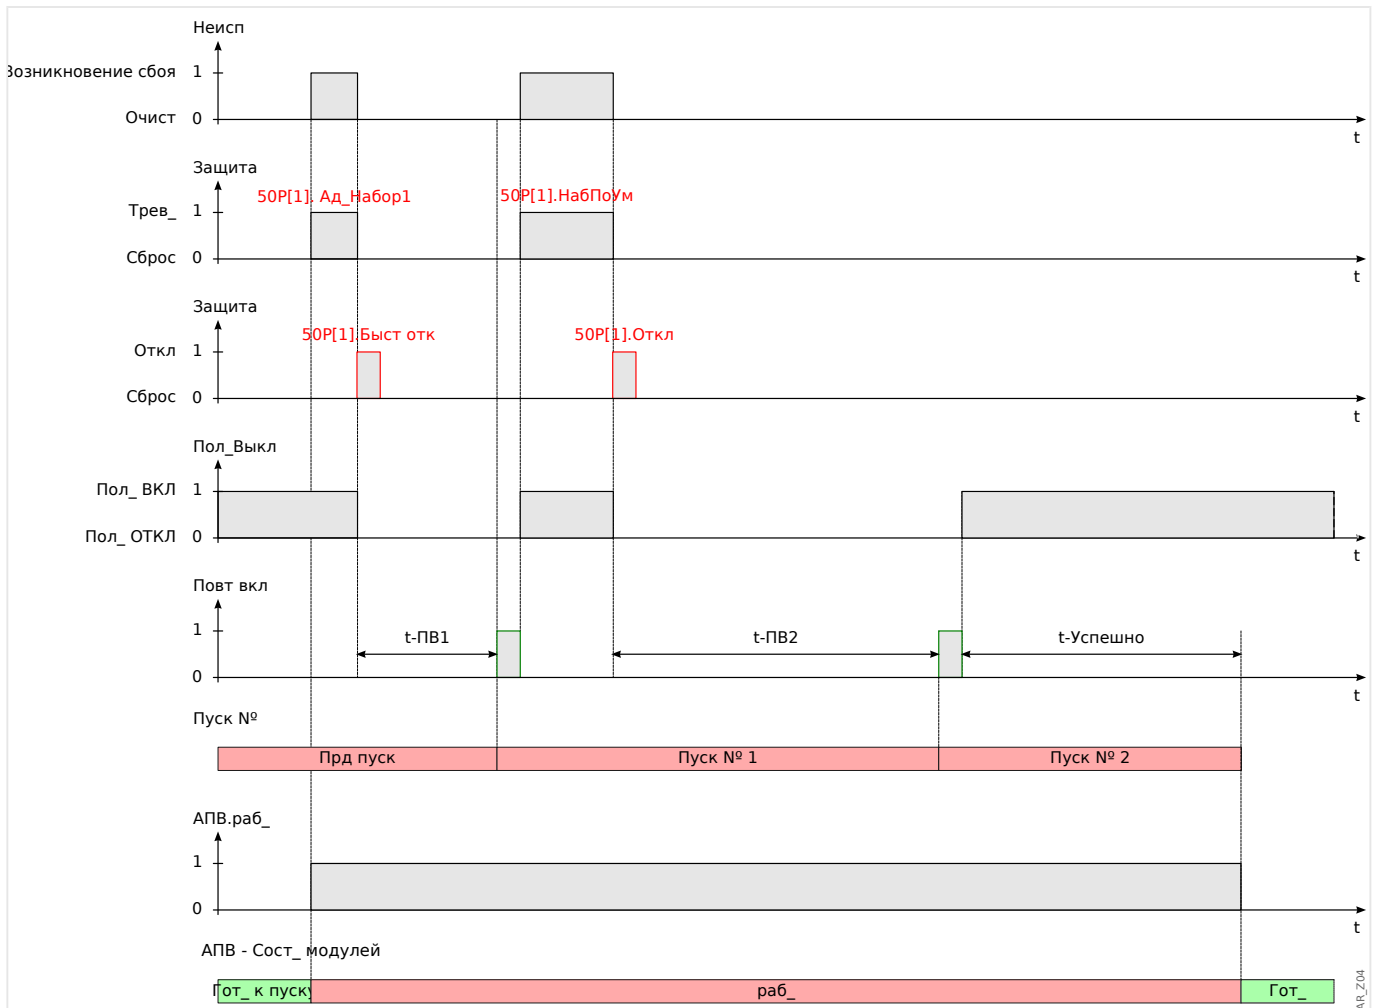 Неисп
Возникновение сбоя 1
Очист 0
t
Защита
50P[1]. Ад_Набор1 50P[1].НабПоУм
Трев_ 1
Сброс 0
t
Защита
50P[1].Быст отк 50P[1].Откл
Откл 1
Сброс 0
t
Пол_Выкл
Пол_ ВКЛ 1
Пол_ ОТКЛ 0
t
Повт вкл
1 t-ПВ1 t-ПВ2 t-Успешно
0
t
Пуск №
Прд пуск Пуск № 1 Пуск № 2
АПВ.раб_
1
0
t
АПВ - Сост_ модулей
Гот_ к пуску раб_ Гот_
AR_Z04